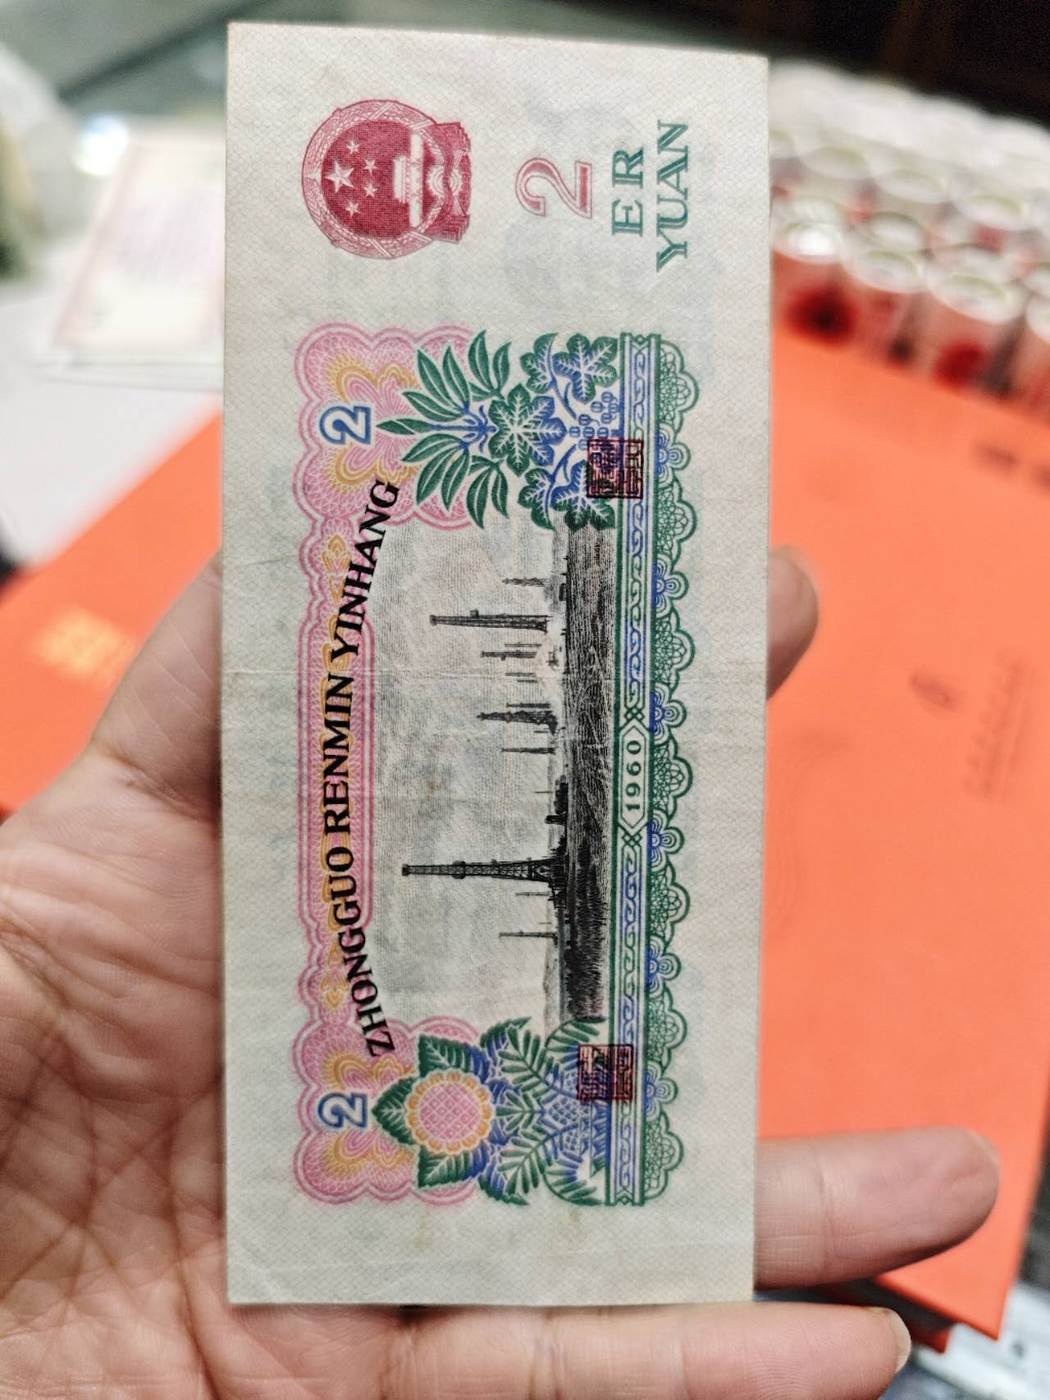 ZHONGGUO RENMIN YINHANG
2
2
2
ER
YUAN
1960